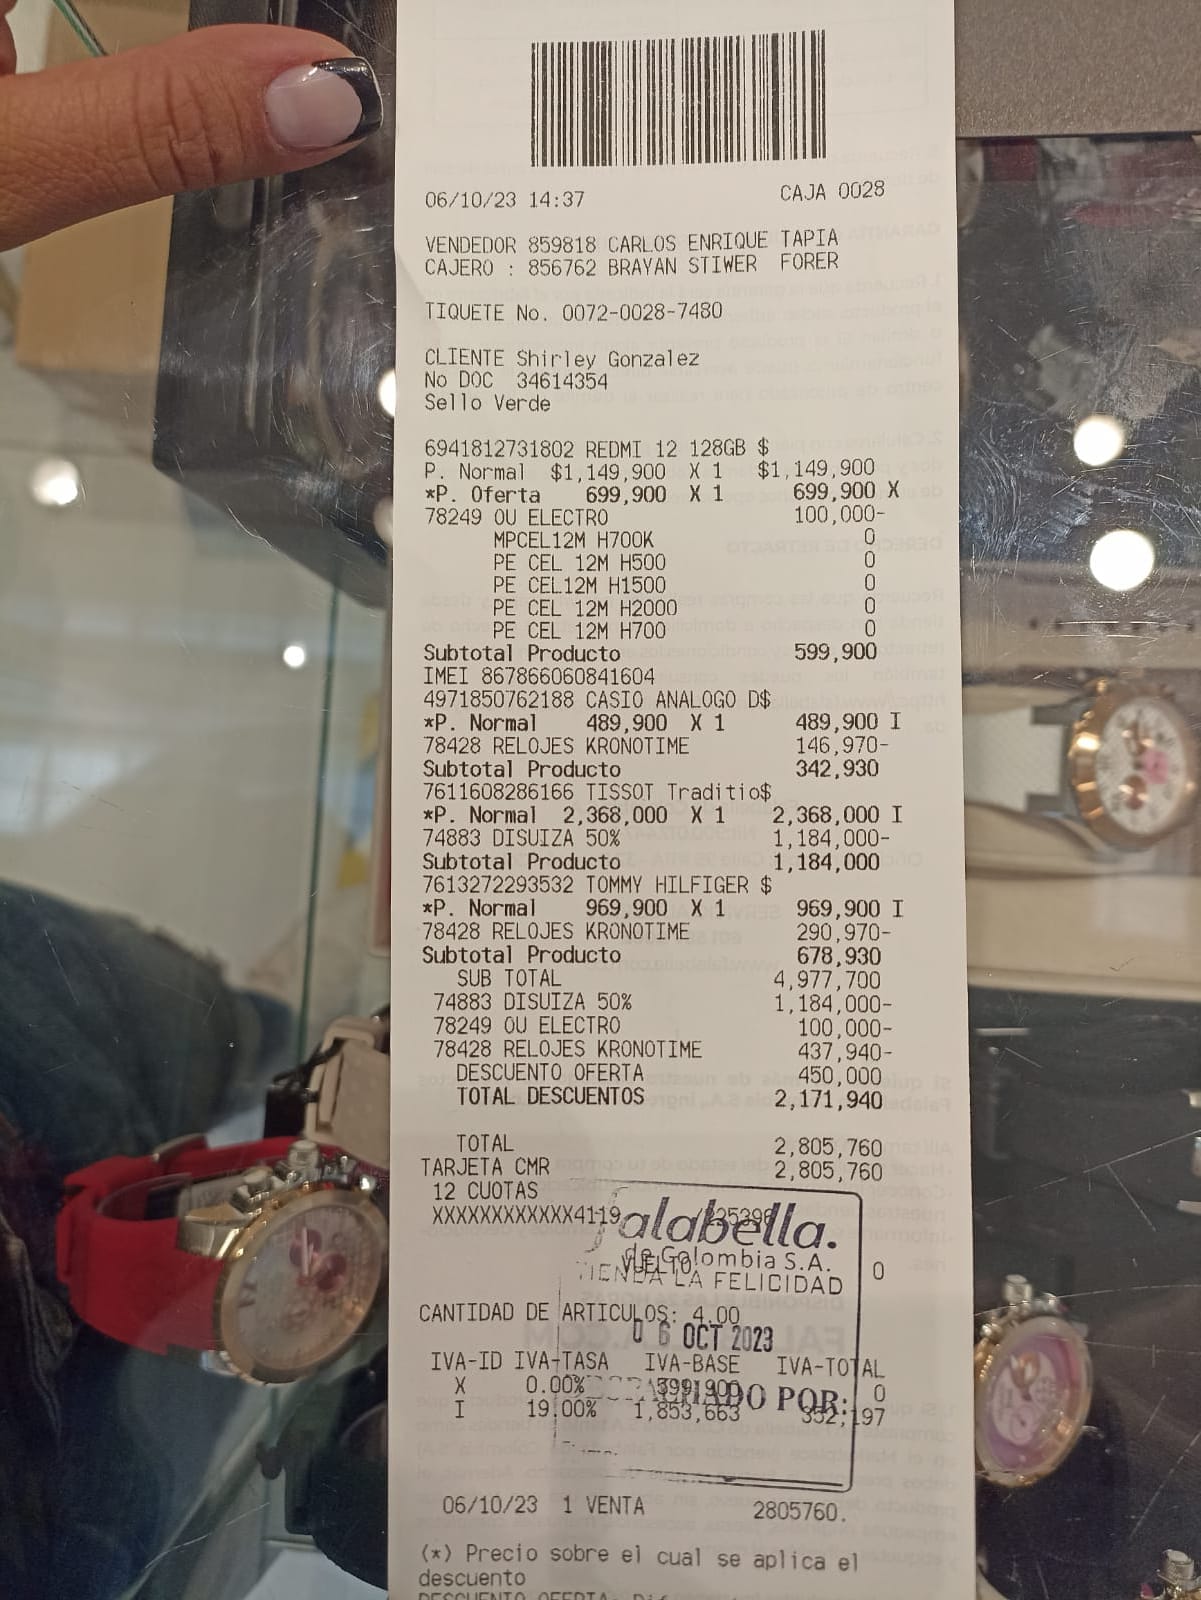 06/10/23 14:37 CAJA 0028
VENDEDOR 859818 CARLOS ENRIQUE TAPIA
CAJERO : 856762 BRAYAN STIWER FORER
TIQUETE No. 0072-0028-7480
CLIENTE Shirley Gonzalez
No DOC 34614354
Sello Verde
6941812731802 REDMI 12 128GB $
P. Normal $1,149,900 X 1 $1,149,900
*P. Oferta 699,900 X 1 699,900 X
78249 OU ELECTRO 100,000-
MPCEL12M H700K 0
PE CEL 12M H500 0
PE CEL12M H1500 0
PE CEL 12M H2000 0
PE CEL 12M H700 0
Subtotal Producto 599,900
IMEI 867866060841604
4971850762188 CASIO ANALOGO D$
*P. Normal 489,900 X 1 489,900 I
78428 RELOJES KRONOTIME 146,970-
Subtotal Producto 342,930
7611608286166 TISSOT Traditio$
*P. Normal 2,368,000 X 1 2,368,000 I
74883 DISUIZA 50% 1,184,000-
Subtotal Producto 1,184,000
7613272293532 TOMMY HILFIGER $
*P. Normal 969,900 X 1 969,900 I
78428 RELOJES KRONOTIME 290,970-
Subtotal Producto 678,930
SUB TOTAL 4,977,700
74883 DISUIZA 50% 1,184,000-
78249 OU ELECTRO 100,000-
78428 RELOJES KRONOTIME 437,940-
DESCUENTO OFERTA 450,000
TOTAL DESCUENTOS 2,171,940
TOTAL 2,805,760
TARJETA CMR 2,805,760
12 CUOTAS
XXXXXXXXXXXX4119
falabella.
de Colombia S.A.
VUELTO 0
TIENDA LA FELICIDAD
CANTIDAD DE ARTICULOS: 4.00
06 OCT 2023
IVA-ID IVA-TASA IVA-BASE IVA-TOTAL
X 0.00% 599,900 0
POR:
I 19.00% 1,853,663 352,197
06/10/23 1 VENTA 2805760.
(*) Precio sobre el cual se aplica el
descuento
DESCUENTO OFERTA: